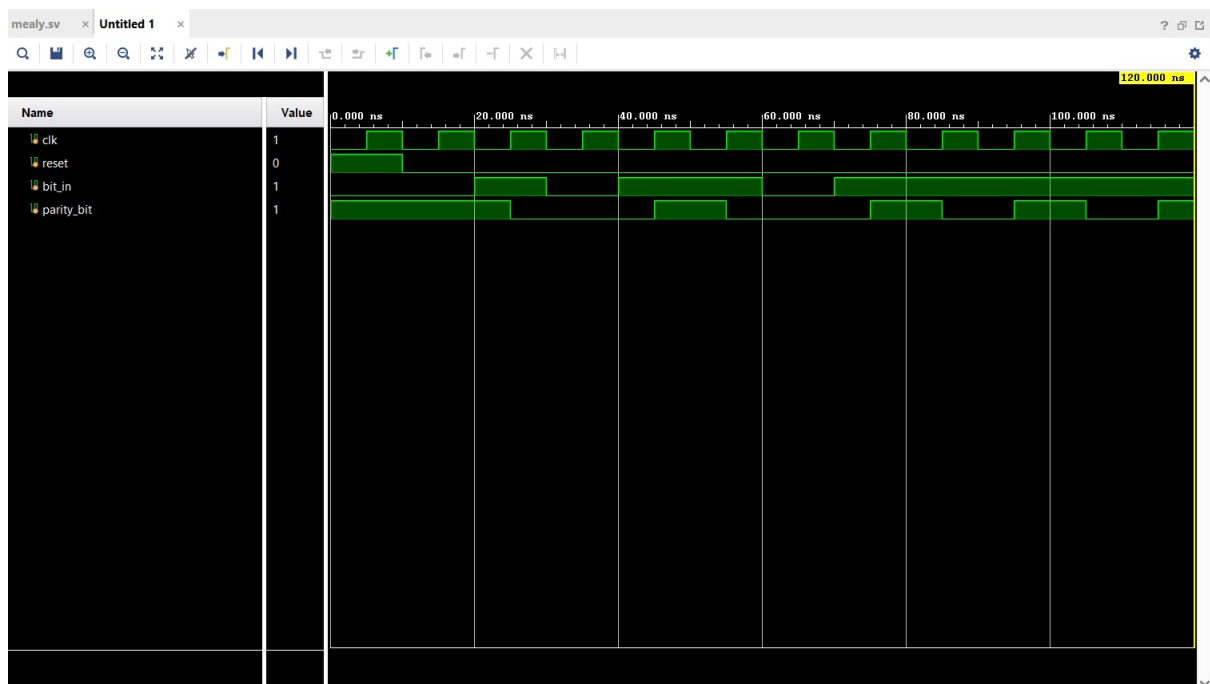 mealy.sv × Untitled 1 ×
?
120.000 ns
Name Value
0.000 ns 20.000 ns 40.000 ns 60.000 ns 80.000 ns 100.000 ns
clk 1
reset 0
bit_in 1
parity_bit 1